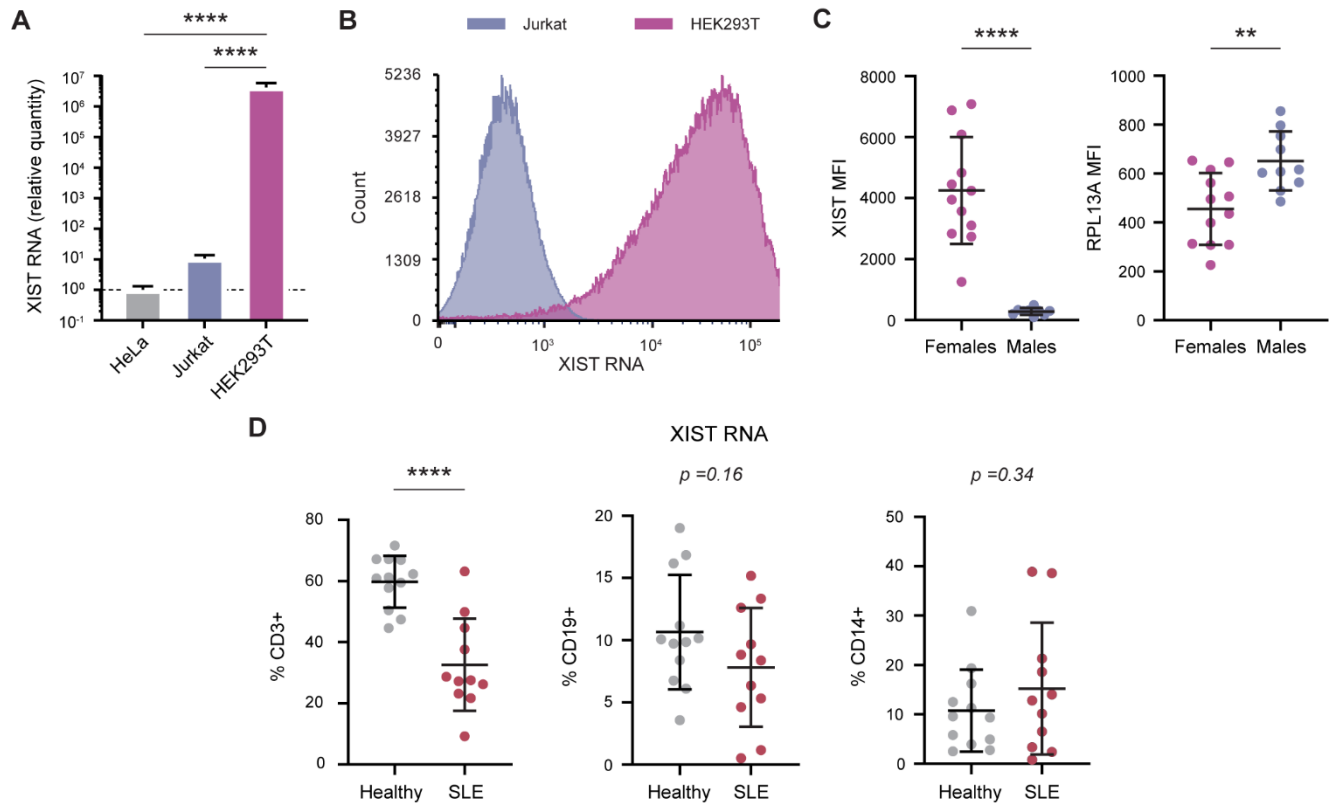 A
****
****
XIST RNA (relative quantity)
10⁷
10⁶
10⁵
10⁴
10³
10²
10¹
10⁰
10⁻¹
HeLa
Jurkat
HEK293T
B
Jurkat
HEK293T
Count
5236
3927
2618
1309
0
0
10³
10⁴
10⁵
XIST RNA
C
****
XIST MFI
8000
6000
4000
2000
0
Females
Males
**
RPL13A MFI
1000
800
600
400
200
0
Females
Males
D
XIST RNA
****
% CD3+
80
60
40
20
0
Healthy
SLE
p =0.16
% CD19+
20
15
10
5
0
Healthy
SLE
p =0.34
% CD14+
50
40
30
20
10
0
Healthy
SLE